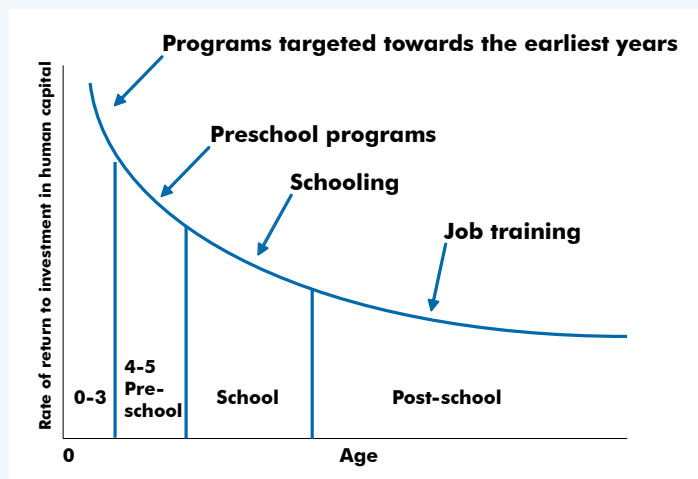 Programs targeted towards the earliest years
Preschool programs
Schooling
Job training
Rate of return to investment in human capital
0-3
4-5
Pre-
school
School
Post-school
0
Age